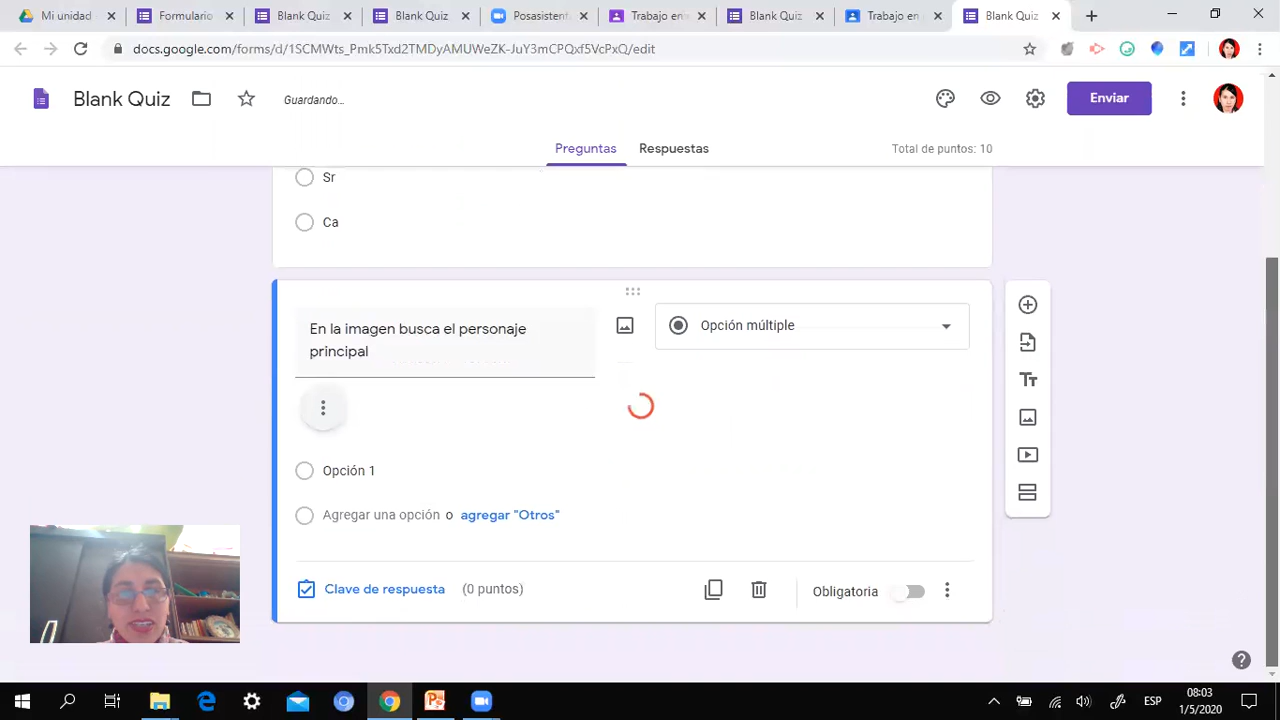 Mi unidad
Formulario
Blank Quiz
Blank Quiz
Posasistent
Trabajo en
Blank Quiz
Trabajo en
Blank Quiz
docs.google.com/forms/d/1SCMWts_Pmk5Txd2TMDyAMUWeZK-JuY3mCPQxf5VcPxQ/edit
Blank Quiz
Guardando...
Enviar
Preguntas
Respuestas
Total de puntos: 10
Sr
Ca
En la imagen busca el personaje
principal
Opción múltiple
Opción 1
Agregar una opción o agregar "Otros"
Clave de respuesta (0 puntos)
Obligatoria
ESP
08:03
1/5/2020